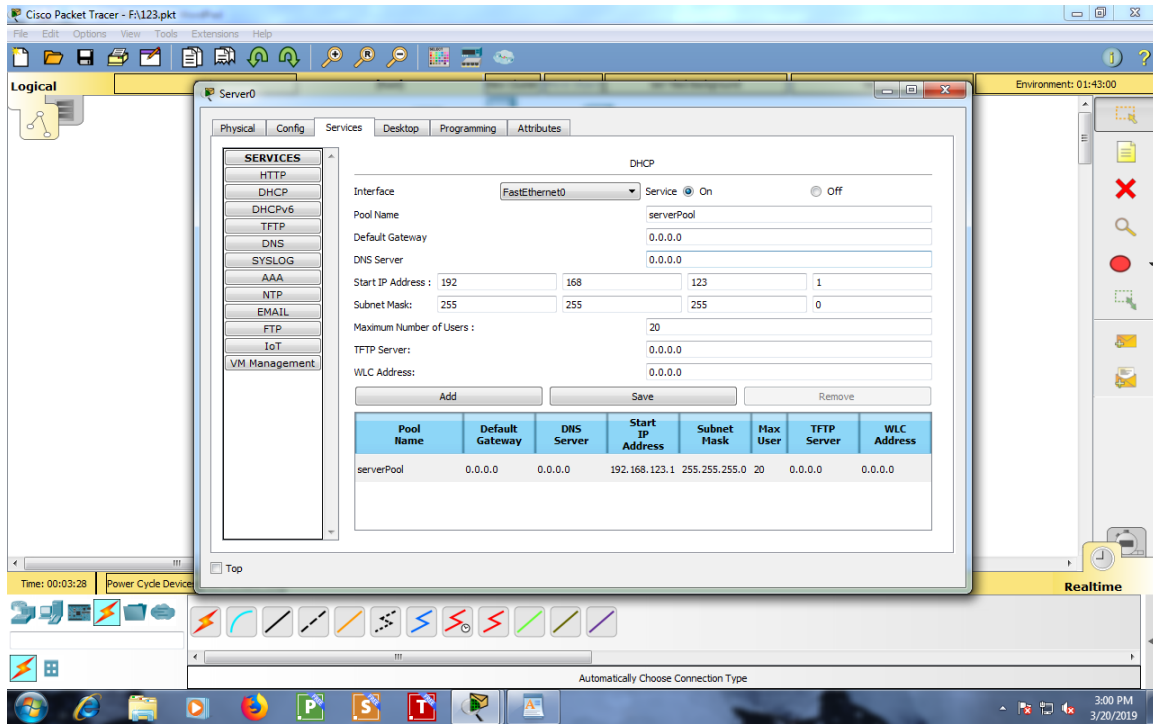 Cisco Packet Tracer - F:\123.pkt
File Edit Options View Tools Extensions Help
Logical
Environment: 01:43:00
Server0
Physical Config Services Desktop Programming Attributes
SERVICES
HTTP
DHCP
DHCPv6
TFTP
DNS
SYSLOG
AAA
NTP
EMAIL
FTP
IoT
VM Management
DHCP
Interface FastEthernet0 Service On Off
Pool Name serverPool
Default Gateway 0.0.0.0
DNS Server 0.0.0.0
Start IP Address : 192 168 123 1
Subnet Mask: 255 255 255 0
Maximum Number of Users : 20
TFTP Server: 0.0.0.0
WLC Address: 0.0.0.0
Add Save Remove
Pool Name Default Gateway DNS Server Start IP Address Subnet Mask Max User TFTP Server WLC Address
serverPool 0.0.0.0 0.0.0.0 192.168.123.1 255.255.255.0 20 0.0.0.0 0.0.0.0
Top
Time: 00:03:28 Power Cycle Device
Realtime
Automatically Choose Connection Type
3:00 PM
3/20/2019